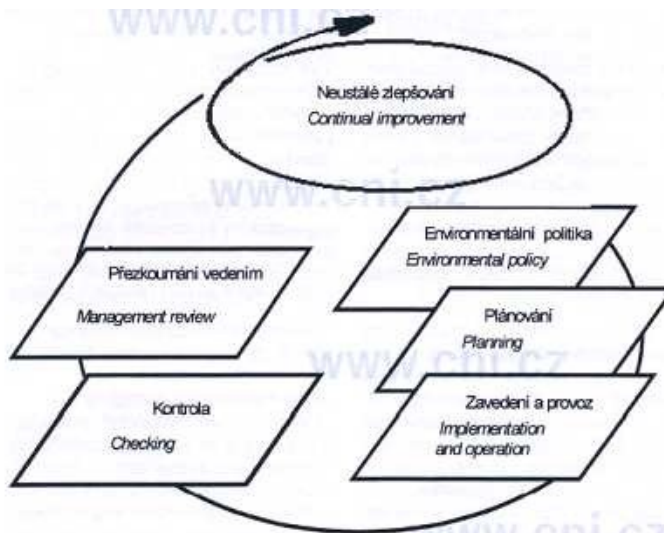 www.cni.cz
Neustálé zlepšování
Continual improvement
www.cni.cz
Environmentální politika
Environmental policy
Přezkoumání vedením
Management review
Plánování
Planning
www.cni.cz
Kontrola
Checking
Zavedení a provoz
Implementation
and operation
www.cni.cz